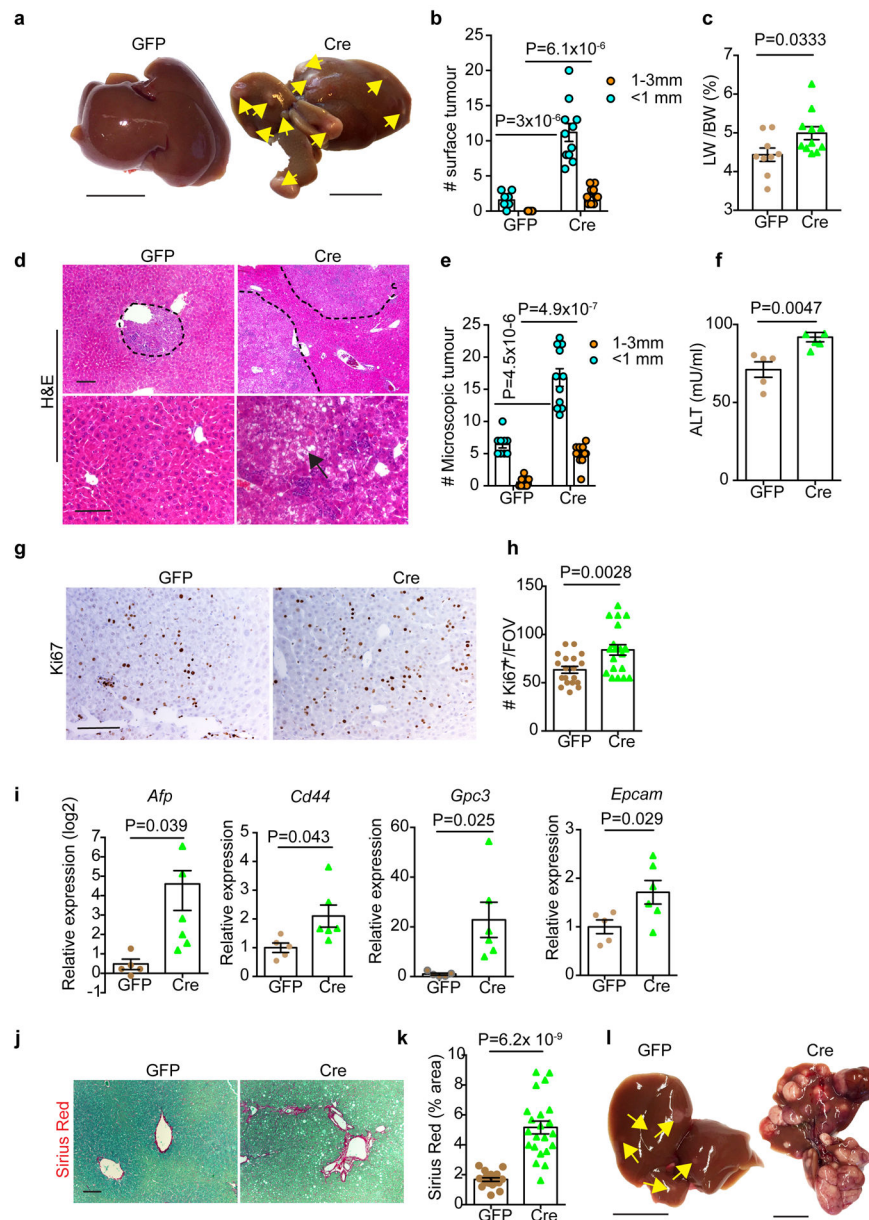 a
GFP
Cre
b
# surface tumour
25
20
15
10
5
0
P=6.1x10-6
P=3x10-6
1-3mm
<1 mm
GFP
Cre
c
P=0.0333
LW /BW (%)
6
5
4
3
GFP
Cre
d
GFP
Cre
H&E
e
# Microscopic tumour
25
20
15
10
5
0
P=4.5x10-6
P=4.9x10-7
1-3mm
<1 mm
GFP
Cre
f
P=0.0047
ALT (mU/ml)
100
50
0
GFP
Cre
g
GFP
Cre
Ki67
h
P=0.0028
# Ki67+/FOV
150
100
50
0
GFP
Cre
i
Afp
Relative expression (log2)
P=0.039
7
6
5
4
3
2
1
0
-1
GFP
Cre
Cd44
Relative expression
P=0.043
5
4
3
2
1
0
GFP
Cre
Gpc3
Relative expression
P=0.025
60
40
20
0
GFP
Cre
Epcam
Relative expression
P=0.029
3
2
1
0
GFP
Cre
j
GFP
Cre
Sirius Red
k
P=6.2x 10-9
Sirius Red (% area)
10
8
6
4
2
0
GFP
Cre
l
GFP
Cre